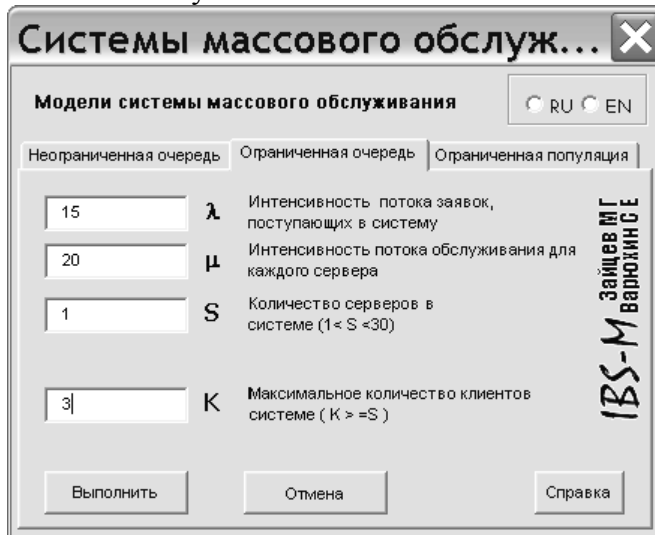 Системы массового обслуж...
Модели системы массового обслуживания
RU EN
Неограниченная очередь Ограниченная очередь Ограниченная популяция
15 λ Интенсивность потока заявок,
поступающих в систему
20 μ Интенсивность потока обслуживания для
каждого сервера
1 S Количество серверов в
системе (1< S <30)
3 K Максимальное количество клиентов
системе ( K > =S )
IBS-M Зайцев М Г
Варюхин С Е
Выполнить Отмена Справка